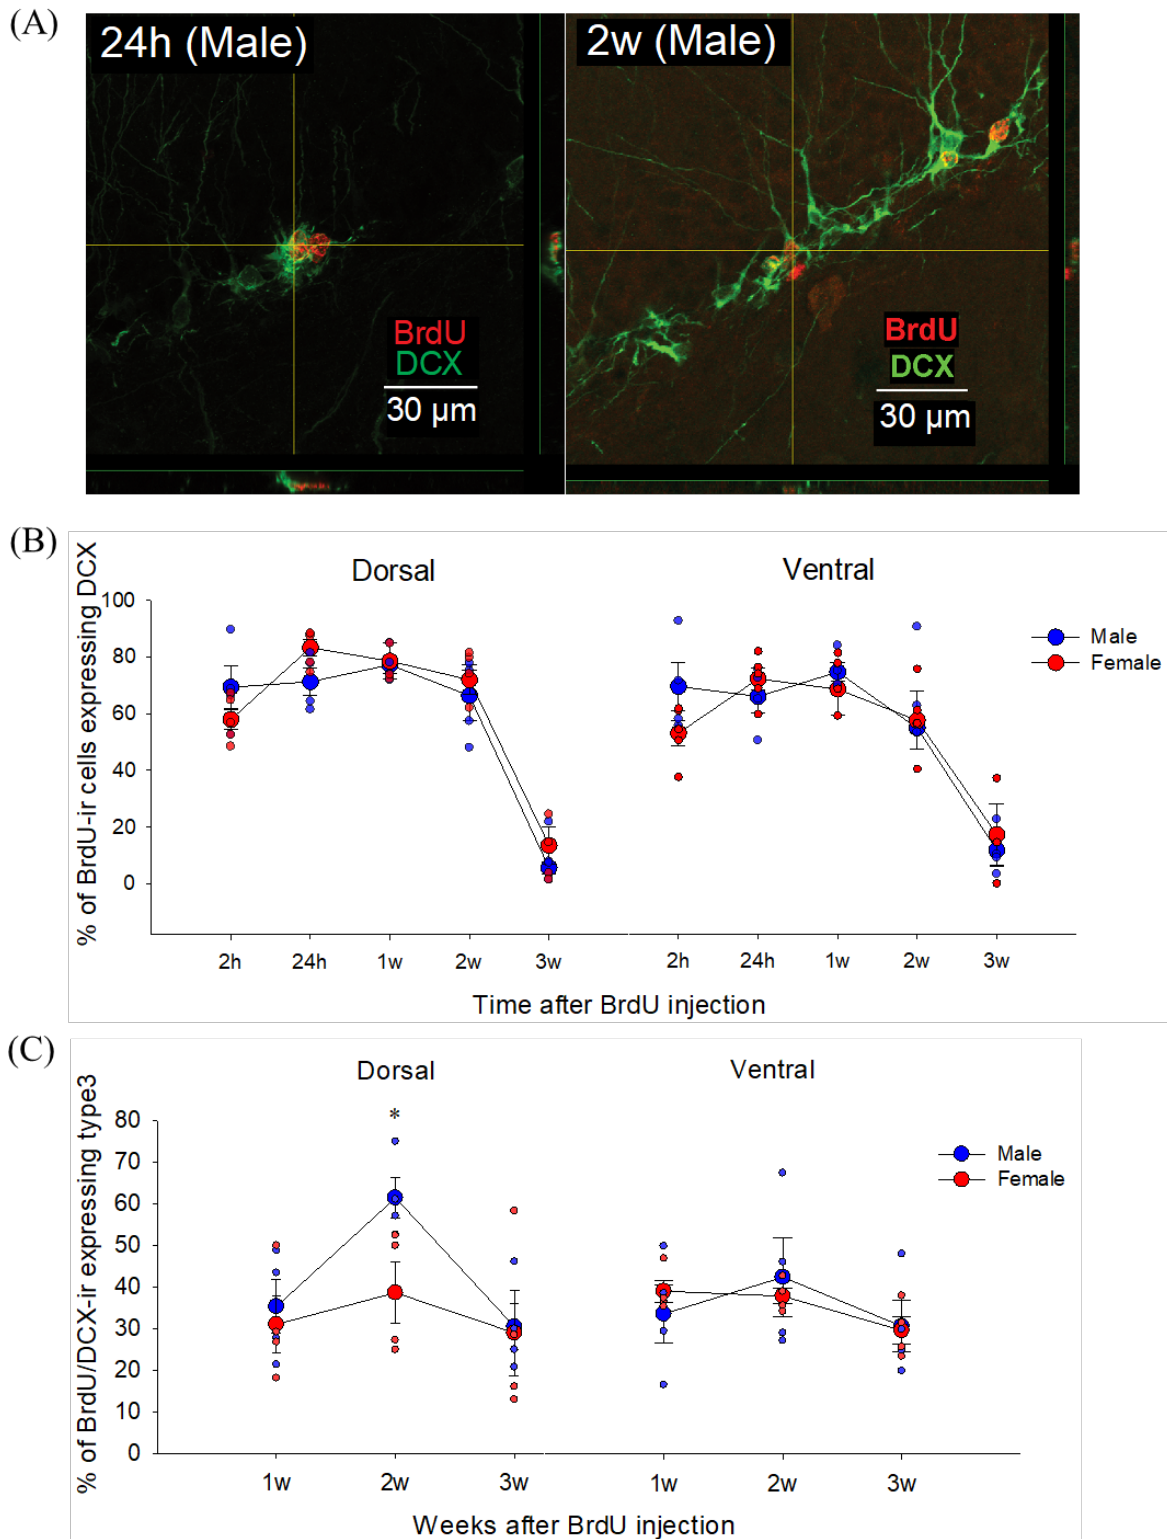 (A)
24h (Male)
2w (Male)
BrdU
DCX
30 µm
BrdU
DCX
30 µm
(B)
Dorsal
Ventral
% of BrdU-ir cells expressing DCX
100
80
60
40
20
0
Male
Female
2h 24h 1w 2w 3w 2h 24h 1w 2w 3w
Time after BrdU injection
(C)
Dorsal
Ventral
% of BrdU/DCX-ir expressing type3
80
70
60
50
40
30
20
10
0
*
Male
Female
1w 2w 3w 1w 2w 3w
Weeks after BrdU injection